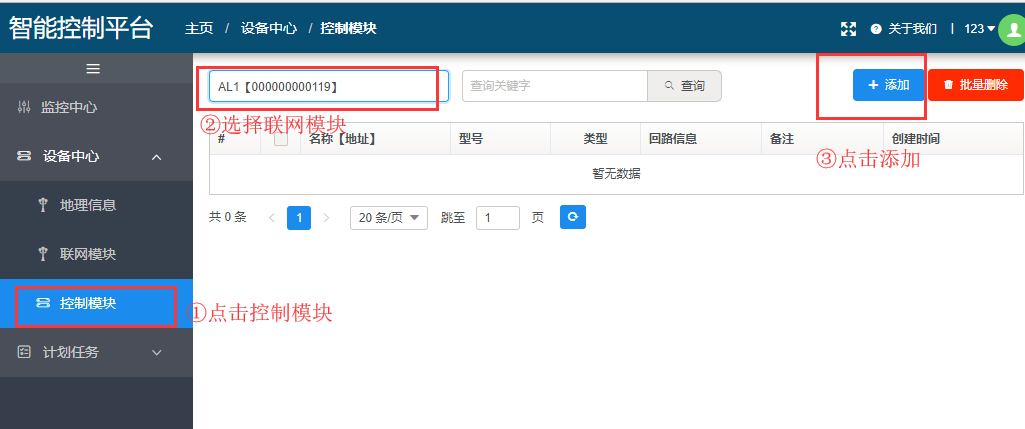 智能控制平台
主页 / 设备中心 / 控制模块
关于我们 | 123
监控中心
设备中心
地理信息
联网模块
控制模块
计划任务
AL1【000000000119】
查询关键字
查询
+ 添加
批量删除
②选择联网模块
①点击控制模块
③点击添加
# 名称【地址】 型号 类型 回路信息 备注 创建时间
暂无数据
共 0 条 < 1 > 20 条/页 跳至 1 页